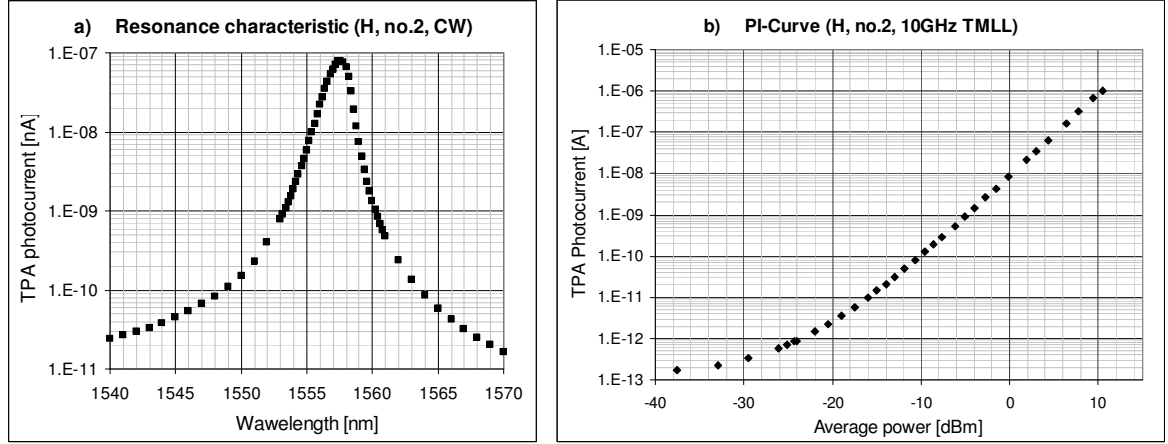 a) Resonance characteristic (H, no.2, CW)
TPA photocurrent [nA]
1.E-07
1.E-08
1.E-09
1.E-10
1.E-11
1540 1545 1550 1555 1560 1565 1570
Wavelength [nm]
b) PI-Curve (H, no.2, 10GHz TMLL)
TPA Photocurrent [A]
1.E-05
1.E-06
1.E-07
1.E-08
1.E-09
1.E-10
1.E-11
1.E-12
1.E-13
-40 -30 -20 -10 0 10
Average power [dBm]